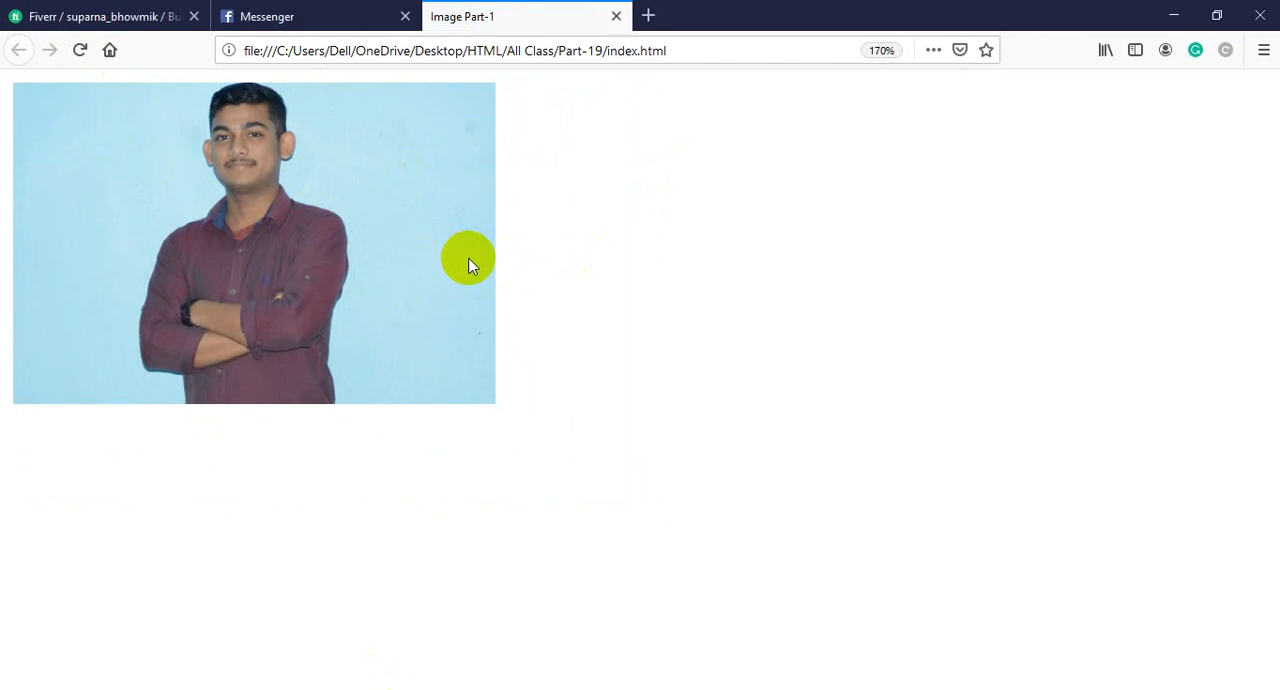 Fiverr / suparna_bhowmik / Bu
Messenger
Image Part-1
file:///C:/Users/Dell/OneDrive/Desktop/HTML/All Class/Part-19/index.html
170%